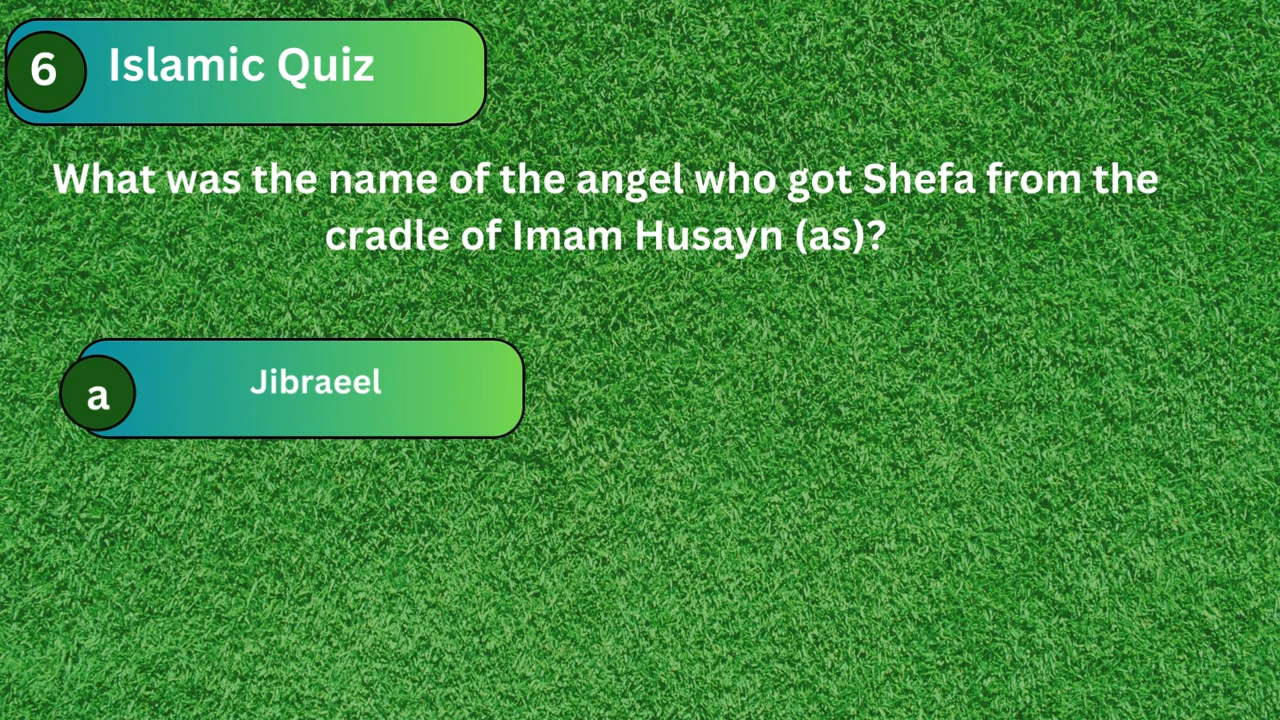 6 Islamic Quiz
What was the name of the angel who got Shefa from the
cradle of Imam Husayn (as)?
a Jibraeel